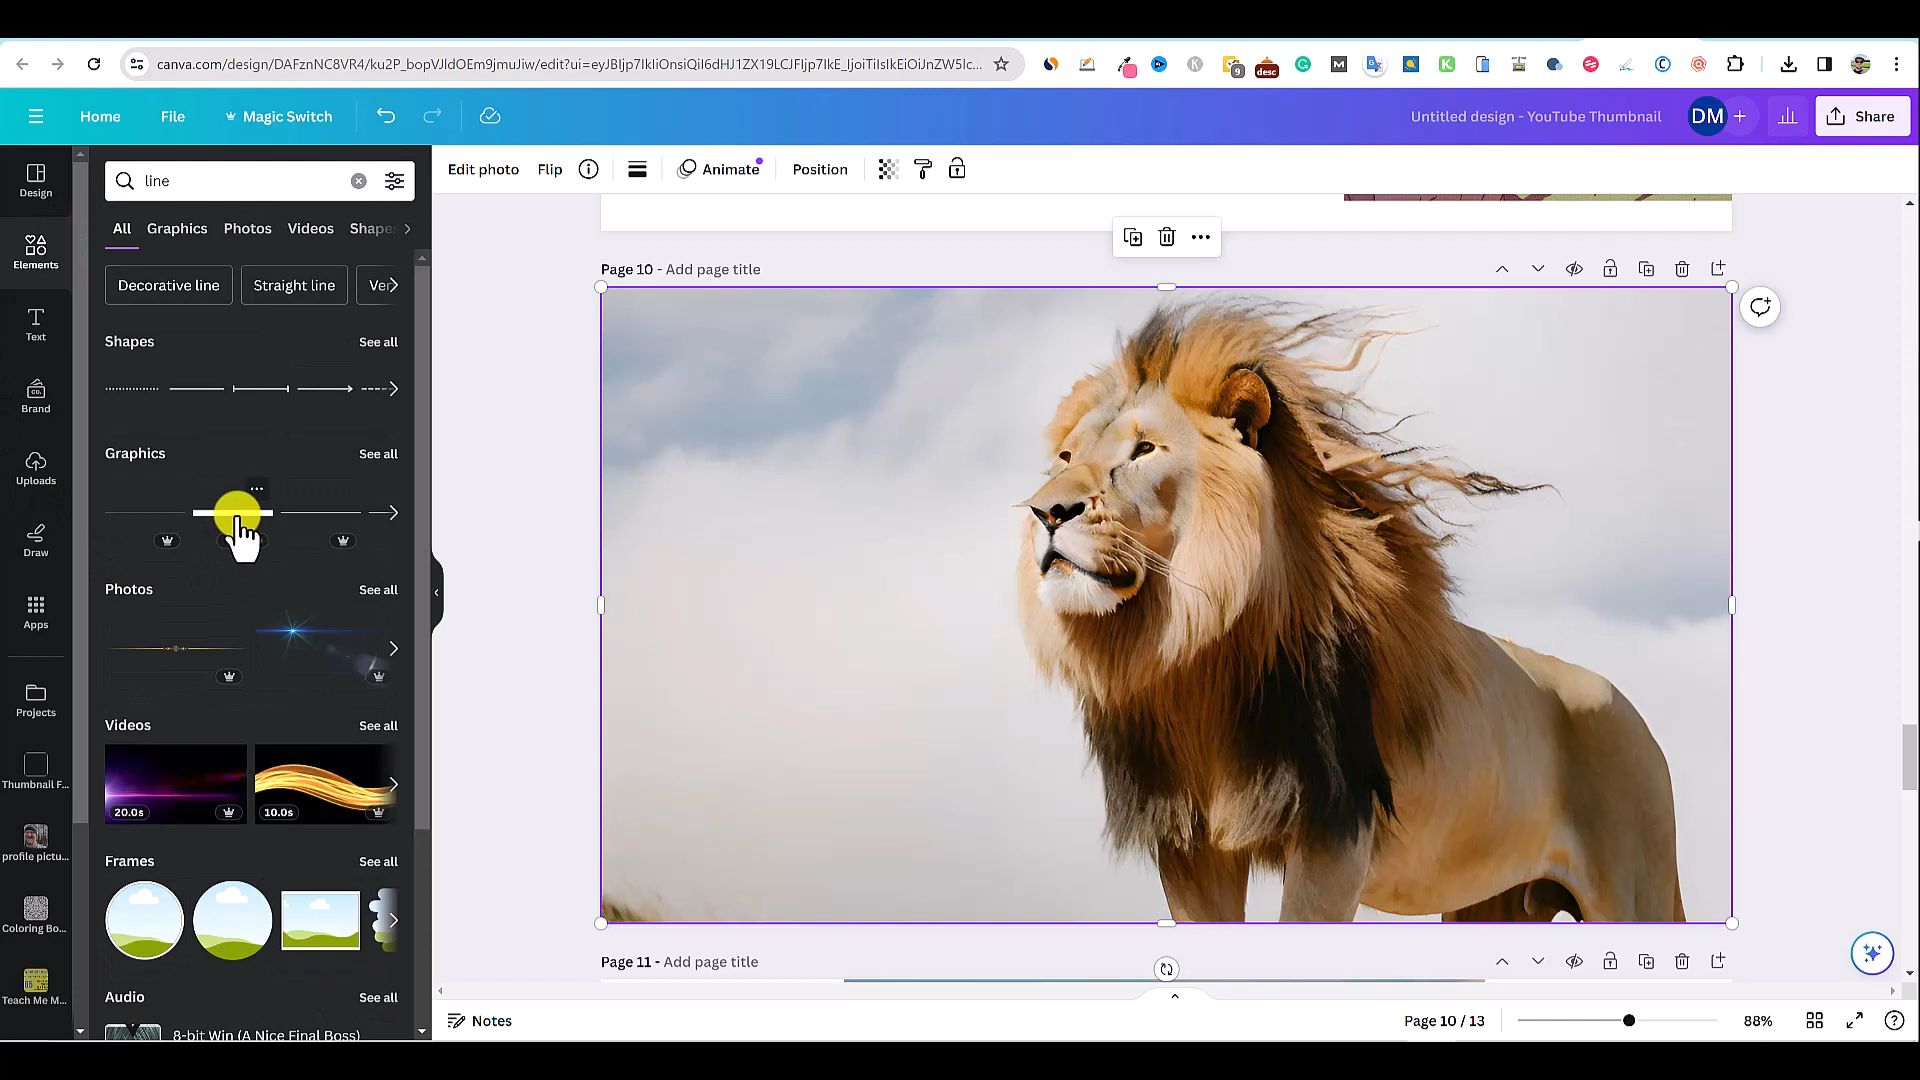 canva.com/design/DAFznNC8VR4/ku2P_bopVJldOEm9jmuJiw/edit?ui=eyJBIjp7IkIiOnsiQiI6dHJ1ZX19LCJFIjp7IkE_IjoiTiIsIkEiOiJnZW5lc...
9
desc
Home
File
Magic Switch
Untitled design - YouTube Thumbnail
DM
Share
Design
Elements
Text
Brand
Uploads
Draw
Apps
Projects
Thumbnail F...
profile pictu...
Coloring Bo...
Teach Me M...
line
All
Graphics
Photos
Videos
Shape
Decorative line
Straight line
Ver
Shapes
See all
Graphics
See all
Photos
See all
Videos
See all
20.0s
10.0s
Frames
See all
Audio
See all
8-bit Win (A Nice Final Boss)
Edit photo
Flip
Animate
Position
Page 10 - Add page title
Page 11 - Add page title
Notes
Page 10 / 13
88%